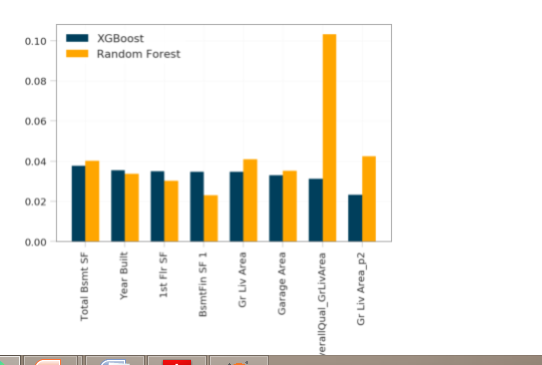 XGBoost
Random Forest
0.10
0.08
0.06
0.04
0.02
0.00
Total Bsmt SF
Year Built
1st Flr SF
BsmtFin SF 1
Gr Liv Area
Garage Area
verallQual_GrLivArea
Gr Liv Area_p2